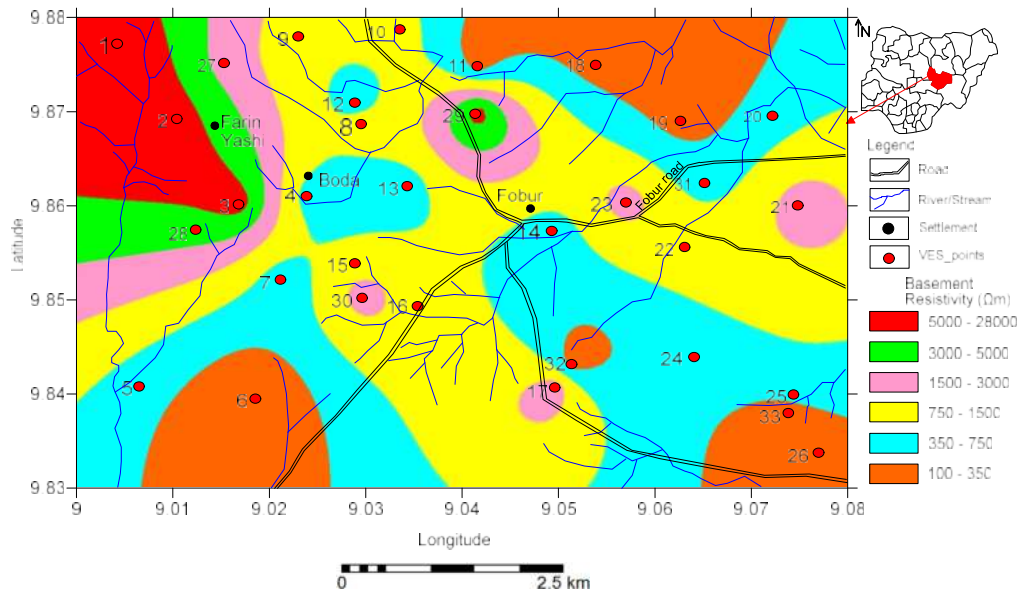 9.88
9.87
9.86
9.85
9.84
9.83
Latitude
9
9.01
9.02
9.03
9.04
9.05
9.06
9.07
9.08
Longitude
0
2.5 km
1
2
3
4
5
6
7
8
9
10
11
12
13
14
15
16
17
18
19
20
21
22
23
24
25
26
27
28
29
30
31
32
33
Farin
Yashi
Boda
Fobur
Fobur road
N
Legend
Road
River/Stream
Settlement
VES_points
Basement
Resistivity (Ωm)
5000 - 28000
3000 - 5000
1500 - 3000
750 - 1500
350 - 750
100 - 350